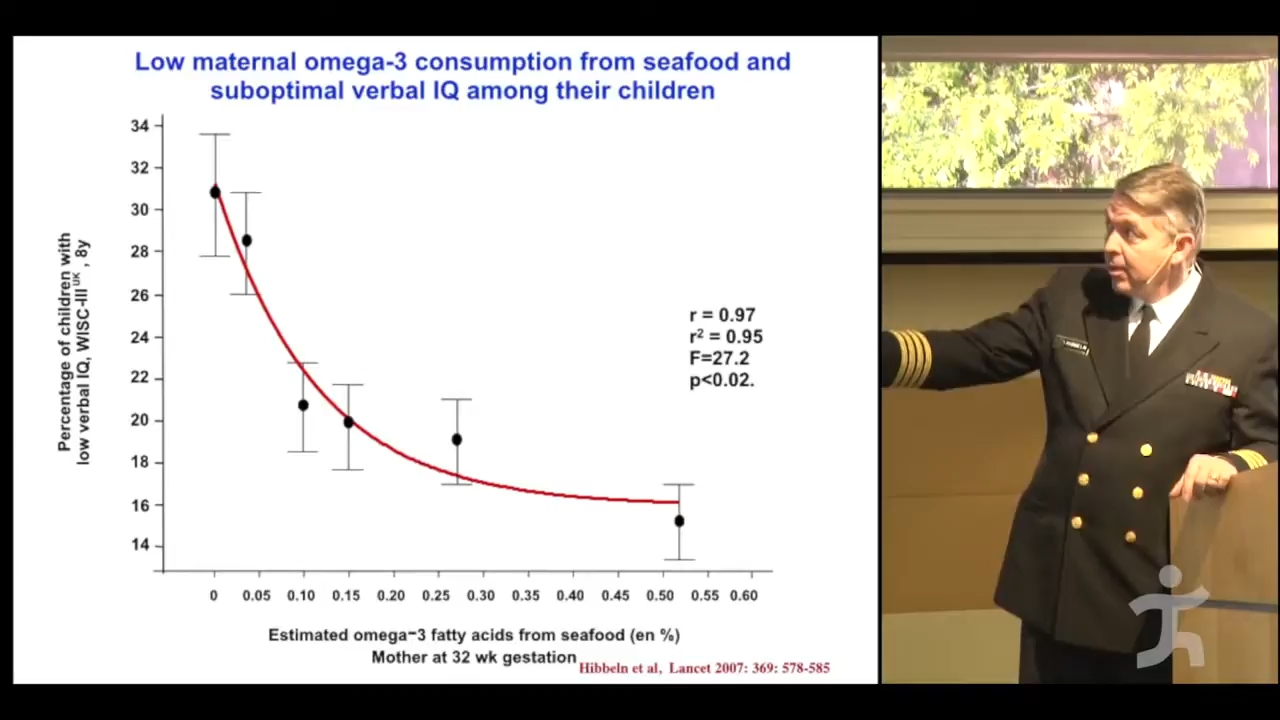 Low maternal omega-3 consumption from seafood and
suboptimal verbal IQ among their children
34
32
30
28
26
24
22
20
18
16
14
Percentage of children with
low verbal IQ, WISC-III UK, 8y
r = 0.97
r² = 0.95
F=27.2
p<0.02.
0 0.05 0.10 0.15 0.20 0.25 0.30 0.35 0.40 0.45 0.50 0.55 0.60
Estimated omega-3 fatty acids from seafood (en %)
Mother at 32 wk gestation
Hibbeln et al, Lancet 2007: 369: 578-585